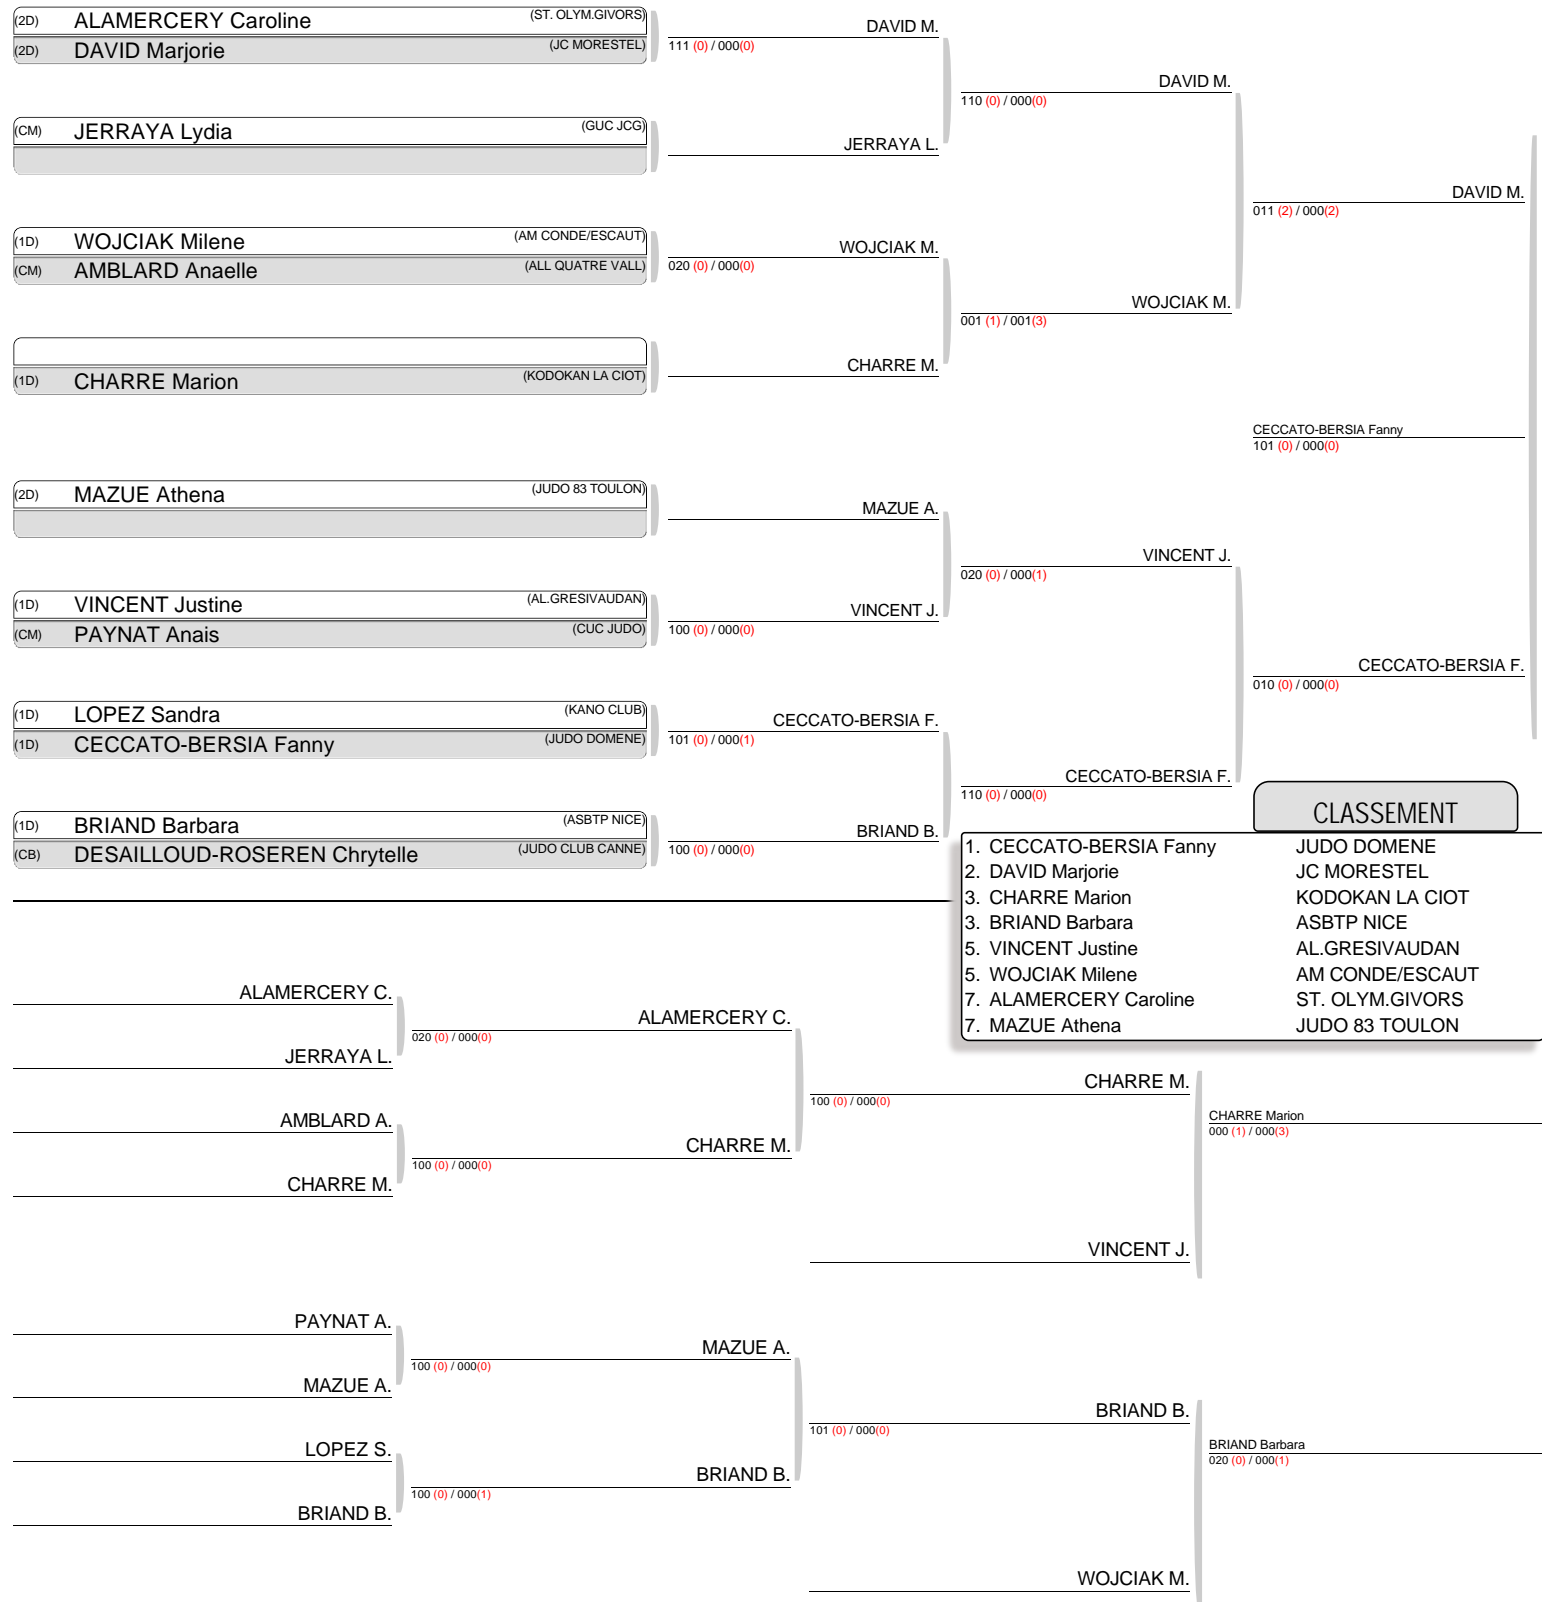 (2D) ALAMERCERY Caroline (ST. OLYM.GIVORS)
(2D) DAVID Marjorie (JC MORESTEL)
DAVID M.
111 (0) / 000(0)
(CM) JERRAYA Lydia (GUC JCG)
JERRAYA L.
DAVID M.
110 (0) / 000(0)
(1D) WOJCIAK Milene (AM CONDE/ESCAUT)
(CM) AMBLARD Anaelle (ALL QUATRE VALL)
WOJCIAK M.
020 (0) / 000(0)
(1D) CHARRE Marion (KODOKAN LA CIOT)
CHARRE M.
WOJCIAK M.
001 (1) / 001(3)
DAVID M.
011 (2) / 000(2)
CECCATO-BERSIA Fanny
101 (0) / 000(0)
(2D) MAZUE Athena (JUDO 83 TOULON)
MAZUE A.
(1D) VINCENT Justine (AL.GRESIVAUDAN)
(CM) PAYNAT Anais (CUC JUDO)
VINCENT J.
100 (0) / 000(0)
VINCENT J.
020 (0) / 000(1)
(1D) LOPEZ Sandra (KANO CLUB)
(1D) CECCATO-BERSIA Fanny (JUDO DOMENE)
CECCATO-BERSIA F.
101 (0) / 000(1)
(1D) BRIAND Barbara (ASBTP NICE)
(CB) DESAILLOUD-ROSEREN Chrytelle (JUDO CLUB CANNE)
BRIAND B.
100 (0) / 000(0)
CECCATO-BERSIA F.
110 (0) / 000(0)
CECCATO-BERSIA F.
010 (0) / 000(0)
CLASSEMENT
1. CECCATO-BERSIA Fanny JUDO DOMENE
2. DAVID Marjorie JC MORESTEL
3. CHARRE Marion KODOKAN LA CIOT
3. BRIAND Barbara ASBTP NICE
5. VINCENT Justine AL.GRESIVAUDAN
5. WOJCIAK Milene AM CONDE/ESCAUT
7. ALAMERCERY Caroline ST. OLYM.GIVORS
7. MAZUE Athena JUDO 83 TOULON
ALAMERCERY C.
JERRAYA L.
ALAMERCERY C.
020 (0) / 000(0)
AMBLARD A.
CHARRE M.
CHARRE M.
100 (0) / 000(0)
CHARRE M.
100 (0) / 000(0)
VINCENT J.
CHARRE Marion
000 (1) / 000(3)
PAYNAT A.
MAZUE A.
MAZUE A.
100 (0) / 000(0)
LOPEZ S.
BRIAND B.
BRIAND B.
100 (0) / 000(1)
BRIAND B.
101 (0) / 000(0)
WOJCIAK M.
BRIAND Barbara
020 (0) / 000(1)